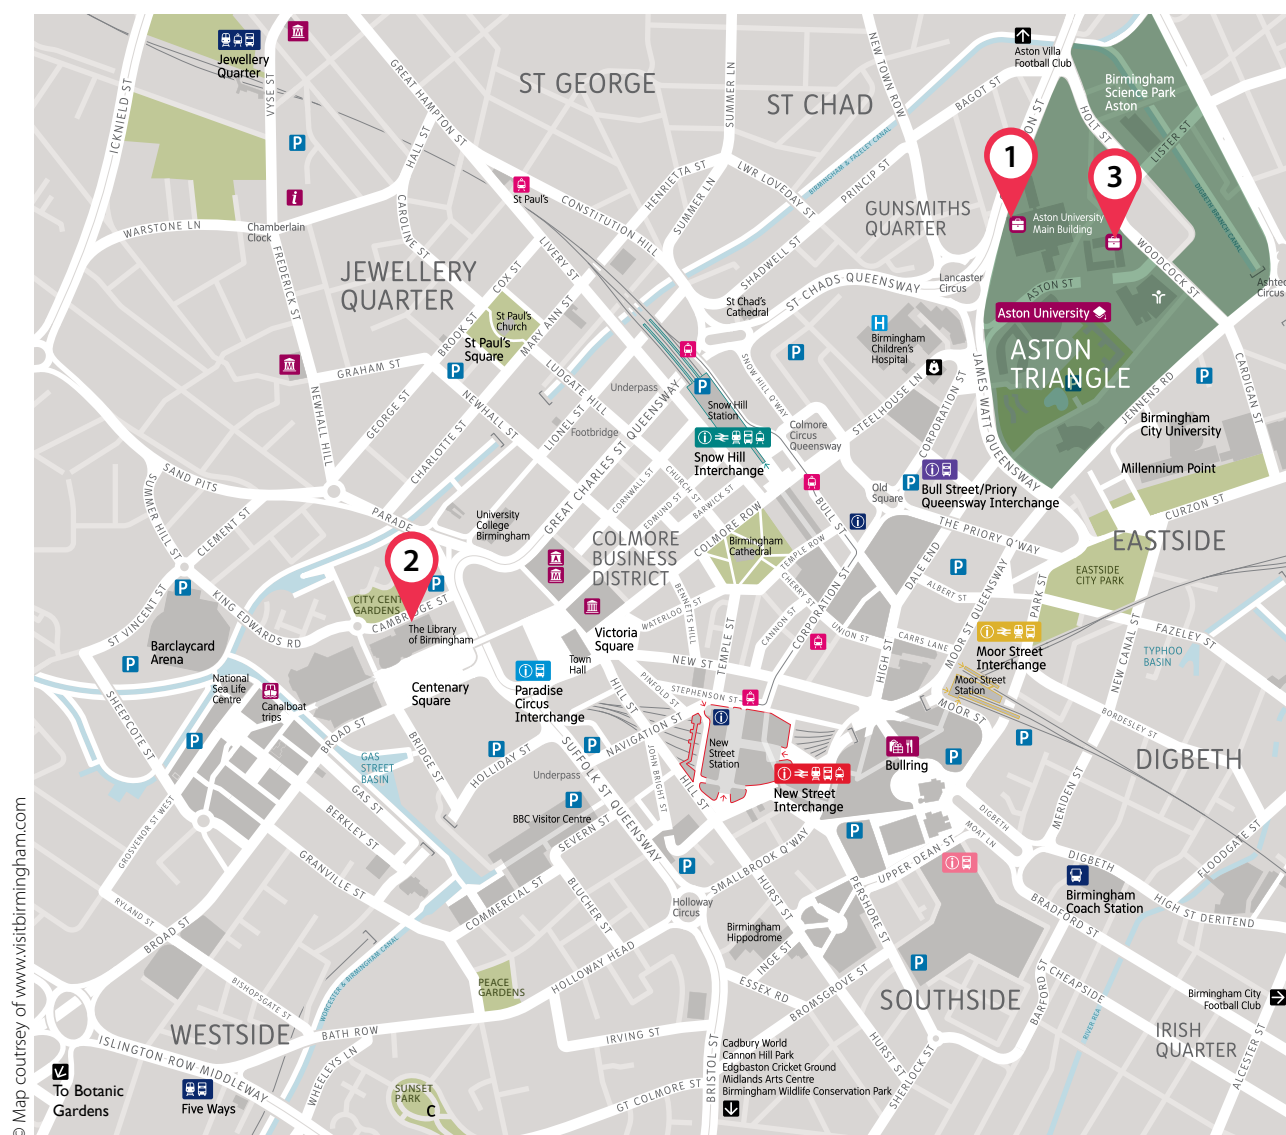 Jewellery
Quarter
ICKNIELD ST
VYSE ST
GREAT HAMPTON ST
ST GEORGE
SUMMER LN
ST CHAD
NEW TOWN ROW
BAGOT ST
Aston Villa
Football Club
Birmingham
Science Park
Aston
HOLT ST
LISTER ST
BIRMINGHAM & FAZELEY CANAL
DIGBETH BRANCH CANAL
P
HALL ST
1
3
St Paul's
HENRIETTA ST
LWR LOVEDAY ST
PRINCIP ST
CONSTITUTION HILL
SUMMER LN
GUNSMITHS
QUARTER
Aston University
Main Building
WOODCOCK ST
i
WARSTONE LN
Chamberlain
Clock
CAROLINE ST
LIVERY ST
SHADWELL ST
ST CHADS QUEENSWAY
Lancaster
Circus
JEWELLERY
QUARTER
COX ST
FREDERICK ST
ASTON ST
Aston University
St Chad's
Cathedral
St Paul's
Church
BROOK ST
MARY ANN ST
St Paul's
Square
P
H
Birmingham
Children's
Hospital
P
ASTON
TRIANGLE
P
GRAHAM ST
LUDGATE HILL
Underpass
P
SNOW HILL Q'WAY
STEELHOUSE LN
CORPORATION ST
JAMES WATT QUEENSWAY
P
JENNENS RD
CARDIGAN ST
Snow Hill
Station
NEWHALL HILL
GEORGE ST
NEWHALL ST
LIONEL ST
Footbridge
Colmore
Circus
Queensway
Birmingham
City University
Snow Hill
Interchange
CHARLOTTE ST
GREAT CHARLES ST QUEENSWAY
Millennium Point
SAND PITS
SUMMER HILL ST
CORNWALL ST
CHURCH ST
EDMUND ST
BARWICK ST
Old
Square
P
Bull Street/Priory
Queensway Interchange
PARADE
University
College
Birmingham
COLMORE ROW
BULL ST
CURZON ST
CLEMENT ST
THE PRIORY Q'WAY
COLMORE
BUSINESS
DISTRICT
Birmingham
Cathedral
TEMPLE ROW
EASTSIDE
2
P
CHERRY ST
CORPORATION ST
DALE END
P
EASTSIDE
CITY PARK
P
ALBERT ST
BENNETTS HILL
KING EDWARDS RD
CAMBRIDGE ST
ST VINCENT ST
WATERLOO ST
TEMPLE ST
CANNON ST
UNION ST
CARRS LANE
MOOR ST QUEENSWAY
PARK ST
The Library
of Birmingham
Barclaycard
Arena
P
Victoria
Square
HIGH ST
Moor Street
Interchange
NEW CANAL ST
FAZELEY ST
TYPHOO
BASIN
Town
Hall
NEW ST
PINFOLD ST
STEPHENSON ST
National
Sea Life
Centre
Canalboat
trips
Centenary
Square
Paradise
Circus
Interchange
HILL ST
Moor Street
Station
MOOR ST
BORDESLEY ST
SHEEPCOTE ST
P
BROAD ST
BRIDGE ST
P
HOLLIDAY ST
P
NAVIGATION ST
New
Street
Station
P
P
DIGBETH
GAS
STREET
BASIN
SUFFOLK ST QUEENSWAY
JOHN BRIGHT ST
HILL ST
Bullring
Underpass
P
New Street
Interchange
GAS ST
BERKLEY ST
BBC Visitor Centre
SEVERN ST
GROSVENOR ST WEST
DIGBETH
MERIDEN ST
P
MOAT LN
UPPER DEAN ST
DIGBETH
FLOODGATE ST
GRANVILLE ST
P
SMALLBROOK Q'WAY
HURST ST
PERSHORE ST
Birmingham
Coach Station
HIGH ST DERITEND
COMMERCIAL ST
BLUCHER ST
Holloway
Circus
BRADFORD ST
RYLAND ST
BROAD ST
Birmingham
Hippodrome
INGE ST
P
HOLLOWAY HEAD
WORCESTER & BIRMINGHAM CANAL
BISHOPSGATE ST
PEACE
GARDENS
ESSEX RD
BROMSGROVE ST
SOUTHSIDE
BARFORD ST
CHEAPSIDE
Birmingham City
Football Club
WESTSIDE
BATH ROW
RIVER REA
IRISH
QUARTER
ISLINGTON ROW MIDDLEWAY
IRVING ST
HURST ST
WHEELEYS LN
Cadbury World
Cannon Hill Park
Edgbaston Cricket Ground
Midlands Arts Centre
Birmingham Wildlife Conservation Park
BRISTOL ST
To Botanic
Gardens
Five Ways
SUNSET
PARK
C
GT COLMORE ST
SHERLOCK ST
ALCESTER ST
© Map coutrsey of www.visitbirmingham.com